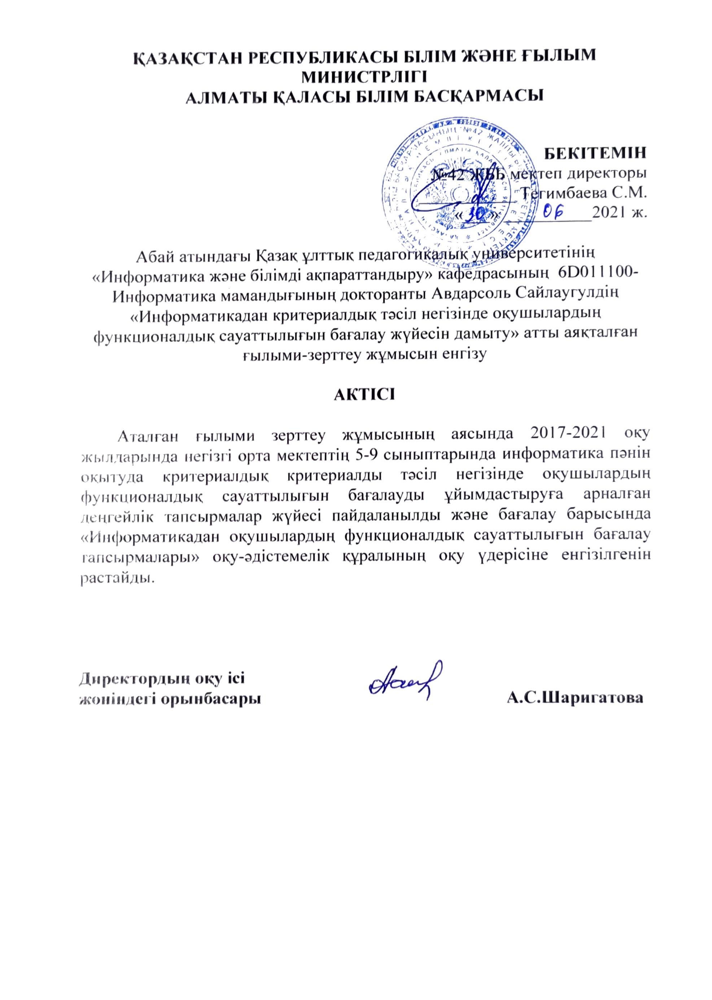 ҚАЗАҚСТАН РЕСПУБЛИКАСЫ БІЛІМ ЖӘНЕ ҒЫЛЫМ
МИНИСТРЛІГІ
АЛМАТЫ ҚАЛАСЫ БІЛІМ БАСҚАРМАСЫ
БЕКІТЕМІН
№42 ЖББ мектеп директоры
Тегимбаева С.М.
«30» 06 2021 ж.
Абай атындағы Қазақ ұлттық педагогикалық университетінің
«Информатика және білімді ақпараттандыру» кафедрасының 6D011100-
Информатика мамандығының докторанты Авдарсоль Сайлаугулдің
«Информатикадан критериалдық тәсіл негізінде оқушылардың
функционалдық сауаттылығын бағалау жүйесін дамыту» атты аяқталған
ғылыми-зерттеу жұмысын енгізу
АКТІСІ
Аталған ғылыми зерттеу жұмысының аясында 2017-2021 оқу
жылдарында негізгі орта мектептің 5-9 сыныптарында информатика пәнін
оқытуда критериалдық критериалды тәсіл негізінде оқушылардың
функционалдық сауаттылығын бағалауды ұйымдастыруға арналған
деңгейлік тапсырмалар жүйесі пайдаланылды және бағалау барысында
«Информатикадан оқушылардың функционалдық сауаттылығын бағалау
тапсырмалары» оқу-әдістемелік құралының оқу үдерісіне енгізілгенін
растайды.
Директордың оқу ісі
жөніндегі орынбасары
А.С.Шаригатова